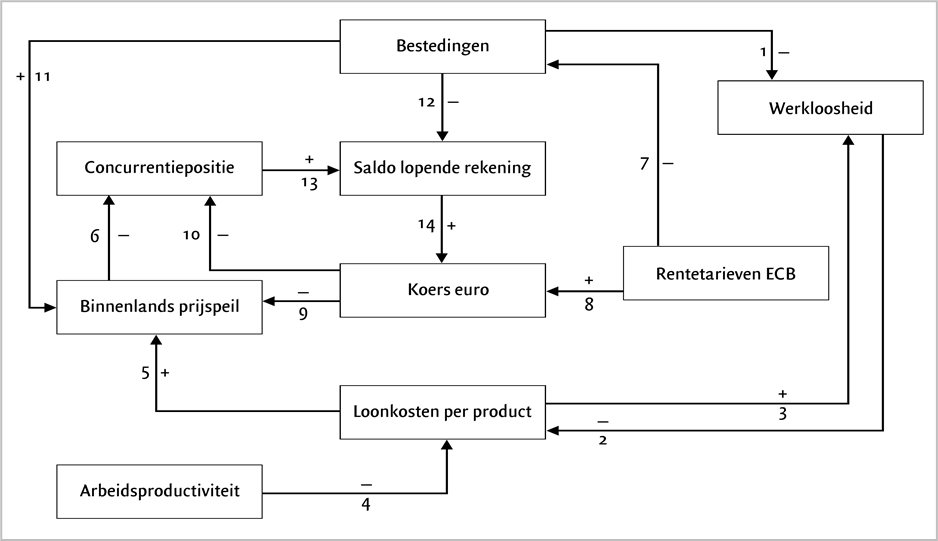 Bestedingen
1 –
+ 11
Werkloosheid
12 –
Concurrentiepositie
+
13
Saldo lopende rekening
7 –
14 +
6 –
10 –
Rentetarieven ECB
Koers euro
+
8
Binnenlands prijspeil
–
9
5 +
Loonkosten per product
+
3
–
2
Arbeidsproductiviteit
–
4